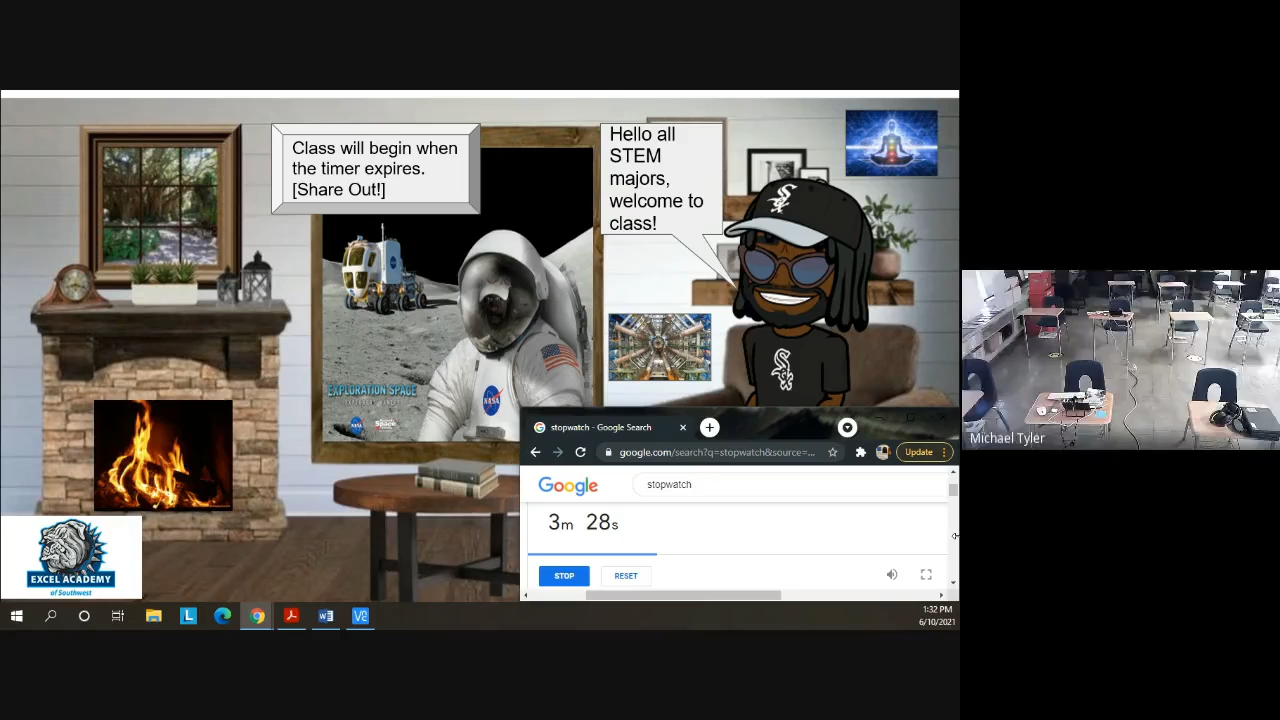 Class will begin when
the timer expires.
[Share Out!]
Hello all
STEM
majors,
welcome to
class!
EXPLORATION SPACE
NASA
stopwatch - Google Search
google.com/search?q=stopwatch&source=...
Update
Google
stopwatch
3m 28s
STOP
RESET
EXCEL ACADEMY
of Southwest
1:32 PM
6/10/2021
Michael Tyler